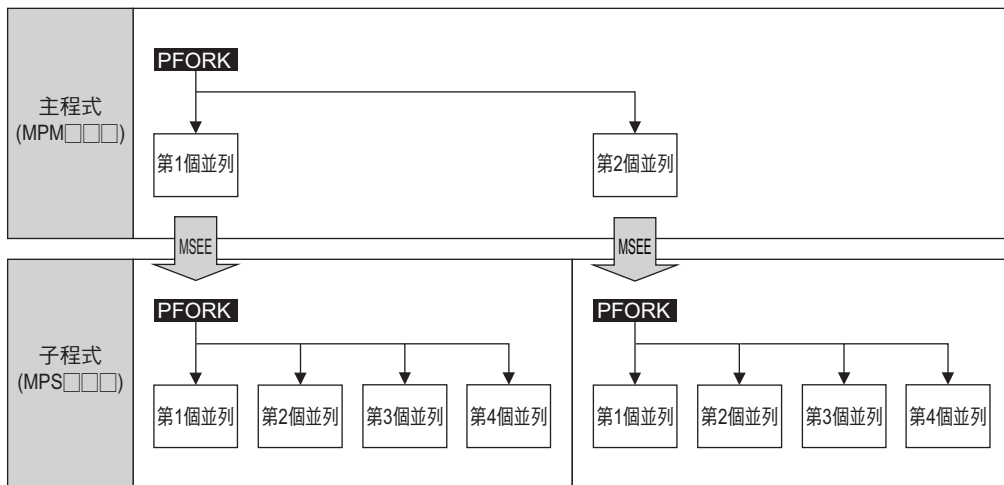 主程式
(MPM□□□)
PFORK
第1個並列
第2個並列
MSEE
MSEE
子程式
(MPS□□□)
PFORK
第1個並列
第2個並列
第3個並列
第4個並列
PFORK
第1個並列
第2個並列
第3個並列
第4個並列